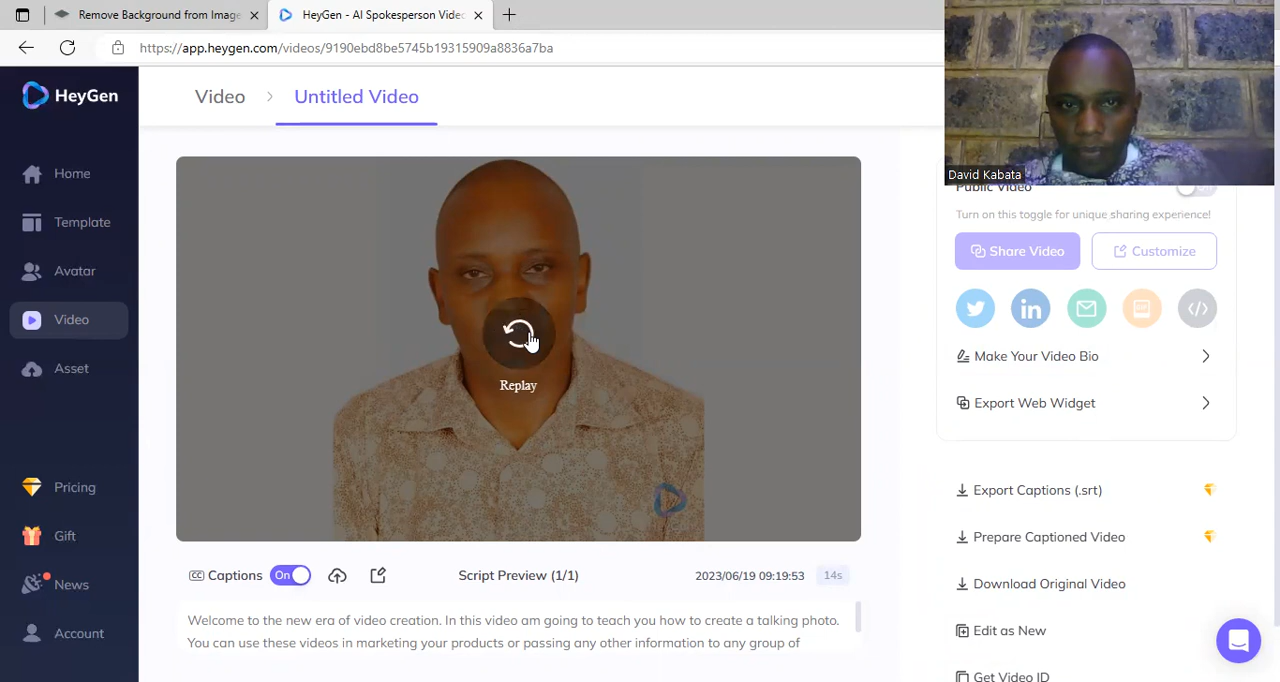 Remove Background from Image
HeyGen - AI Spokesperson Video
https://app.heygen.com/videos/9190ebd8be5745b19315909a8836a7ba
HeyGen
Video
Untitled Video
David Kabata
Home
Template
Avatar
Video
Asset
Pricing
Gift
News
Account
Replay
Public Video
Turn on this toggle for unique sharing experience!
Share Video
Customize
GIF
Make Your Video Bio
Export Web Widget
Export Captions (.srt)
Prepare Captioned Video
Download Original Video
Edit as New
Get Video ID
CC Captions On
Script Preview (1/1)
2023/06/19 09:19:53
14s
Welcome to the new era of video creation. In this video am going to teach you how to create a talking photo.
You can use these videos in marketing your products or passing any other information to any group of